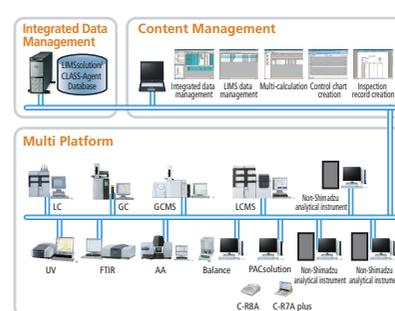 Integrated Data
Management
Content Management
LIMSsolution/
CLASS-Agent
Database
Integrated data
management
LIMS data
management
Multi-calculation
Control chart
creation
Inspection
record creation
Multi Platform
LC
GC
GCMS
LCMS
Non-Shimadzu
analytical instrument
UV
FTIR
AA
Balance
PACsolution
Non-Shimadzu
analytical instrument
Non-Shimadzu
analytical instrume
C-R8A
C-R7A plus